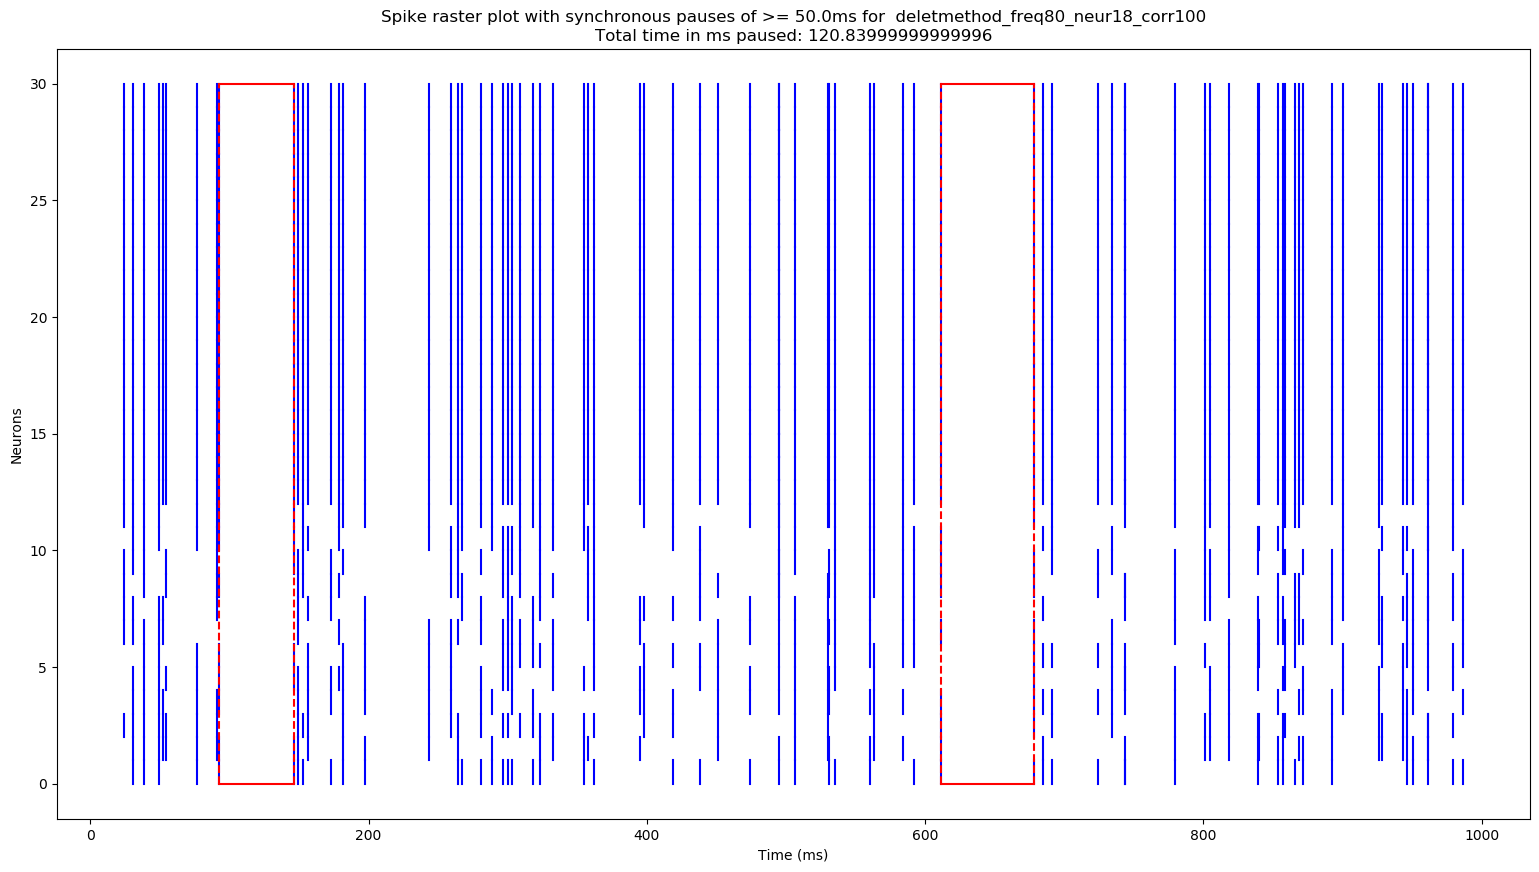 Spike raster plot with synchronous pauses of >= 50.0ms for  deletmethod_freq80_neur18_corr100
Total time in ms paused: 120.83999999999996
30
25
20
15
10
5
0
Neurons
0 200 400 600 800 1000
Time (ms)